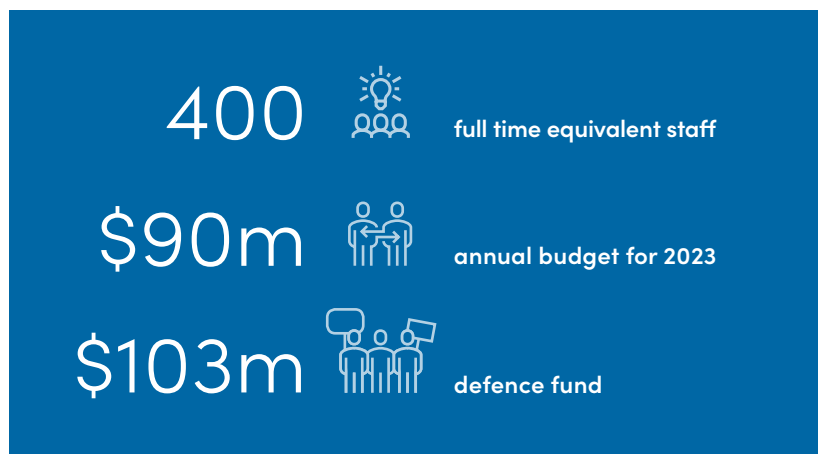 400 full time equivalent staff
$90m annual budget for 2023
$103m defence fund